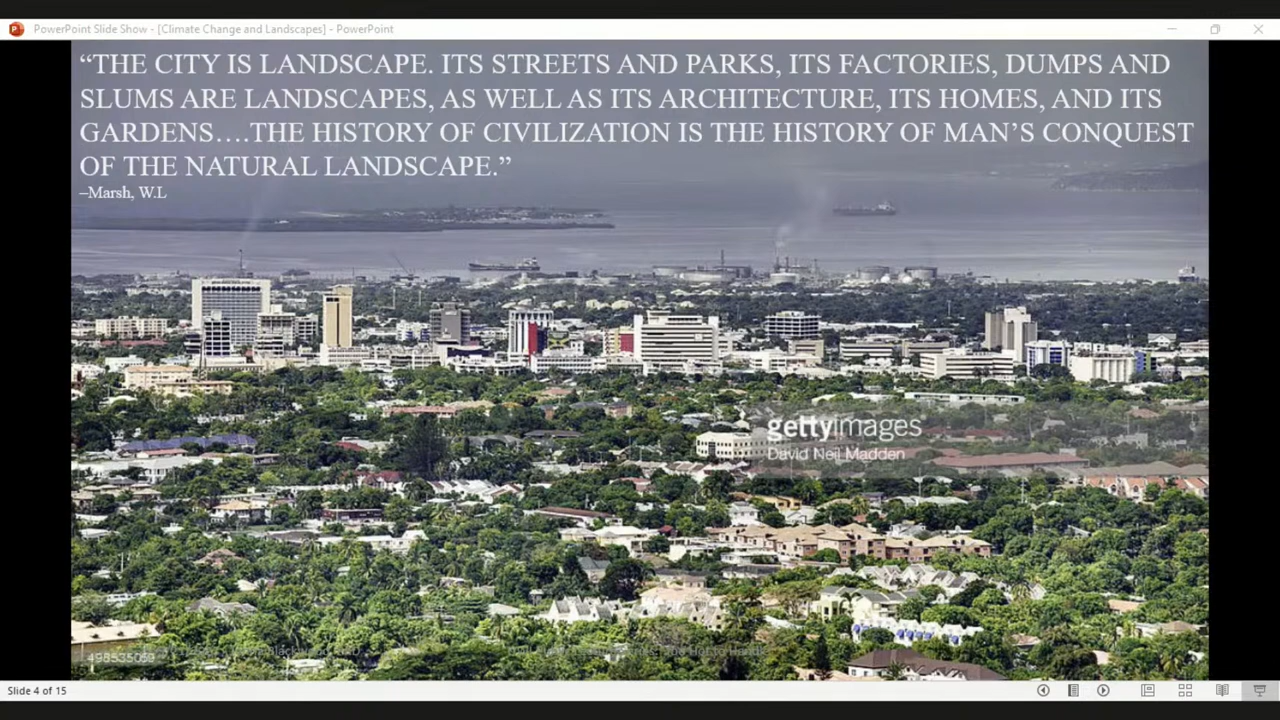 PowerPoint Slide Show - [Climate Change and Landscapes] - PowerPoint
“THE CITY IS LANDSCAPE. ITS STREETS AND PARKS, ITS FACTORIES, DUMPS AND
SLUMS ARE LANDSCAPES, AS WELL AS ITS ARCHITECTURE, ITS HOMES, AND ITS
GARDENS….THE HISTORY OF CIVILIZATION IS THE HISTORY OF MAN’S CONQUEST
OF THE NATURAL LANDSCAPE.”
–Marsh, W.L
gettyimages
David Neil Madden
498535059
Slide 4 of 15